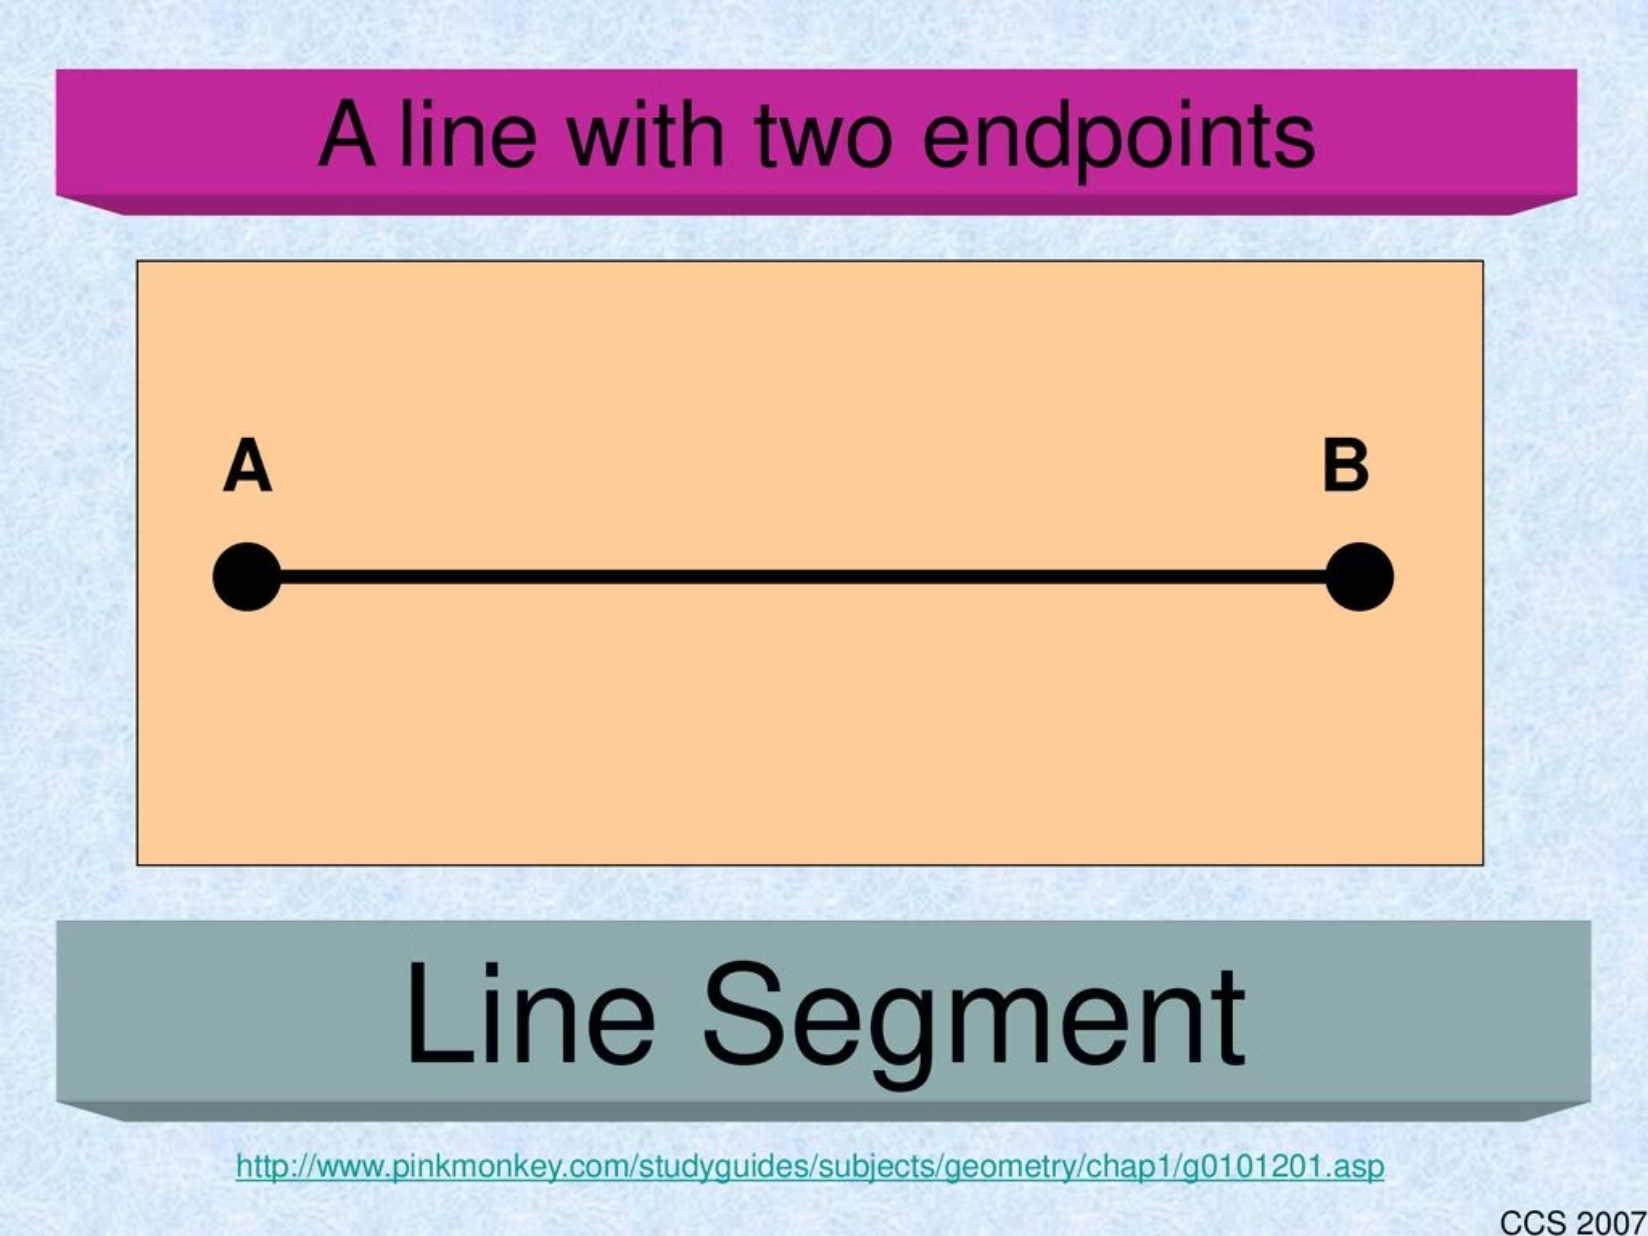 A line with two endpoints
A B
Line Segment
http://www.pinkmonkey.com/studyguides/subjects/geometry/chap1/g0101201.asp
CCS 2007